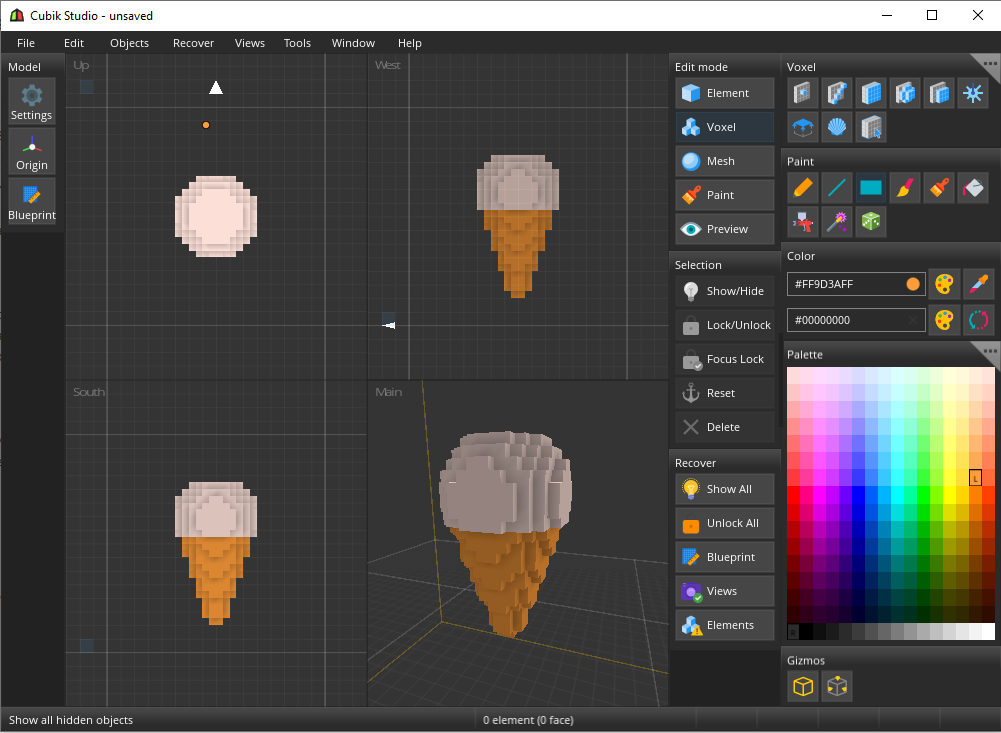 Cubik Studio - unsaved
File Edit Objects Recover Views Tools Window Help
Model
Settings
Origin
Blueprint
Up
West
South
Main
Edit mode
Element
Voxel
Mesh
Paint
Preview
Selection
Show/Hide
Lock/Unlock
Focus Lock
Reset
Delete
Recover
Show All
Unlock All
Blueprint
Views
Elements
Voxel
Paint
Color
#FF9D3AFF
#00000000
Palette
L
R
Gizmos
Show all hidden objects
0 element (0 face)